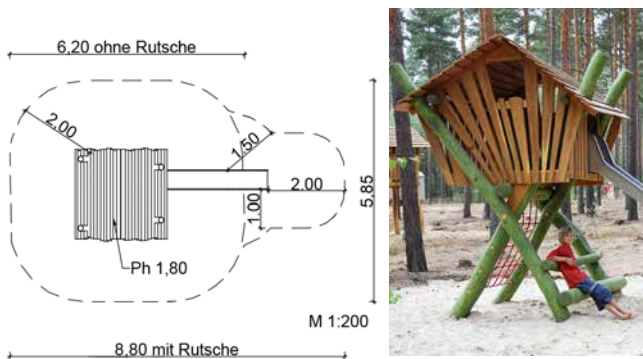 6,20 ohne Rutsche
2.00
1.50
2.00
1.00
5,85
Ph 1,80
M 1:200
8,80 mit Rutsche